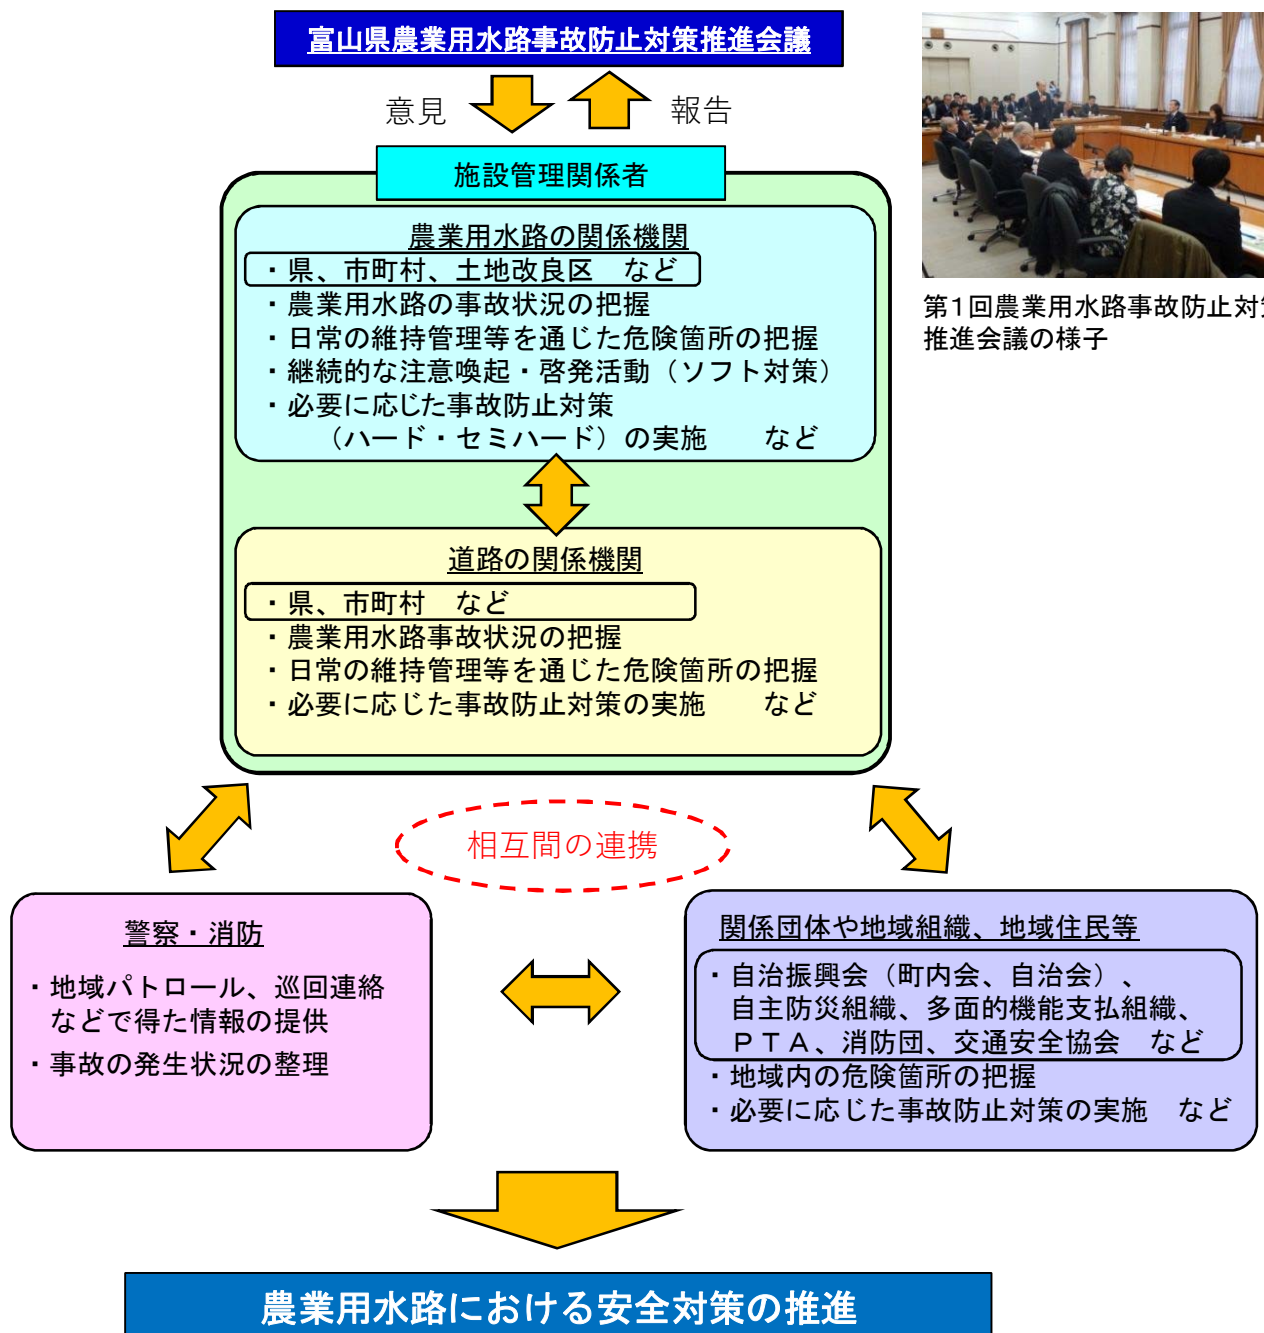 富山県農業用水路事故防止対策推進会議
意見
報告
施設管理関係者
農業用水路の関係機関
・県、市町村、土地改良区　など
・農業用水路の事故状況の把握
・日常の維持管理等を通じた危険箇所の把握
・継続的な注意喚起・啓発活動（ソフト対策）
・必要に応じた事故防止対策
（ハード・セミハード）の実施　　など
第1回農業用水路事故防止対策
推進会議の様子
道路の関係機関
・県、市町村　など
・農業用水路事故状況の把握
・日常の維持管理等を通じた危険箇所の把握
・必要に応じた事故防止対策の実施　　など
相互間の連携
警察・消防
・地域パトロール、巡回連絡
などで得た情報の提供
・事故の発生状況の整理
関係団体や地域組織、地域住民等
・自治振興会（町内会、自治会）、
自主防災組織、多面的機能支払組織、
ＰＴＡ、消防団、交通安全協会　など
・地域内の危険箇所の把握
・必要に応じた事故防止対策の実施　など
農業用水路における安全対策の推進